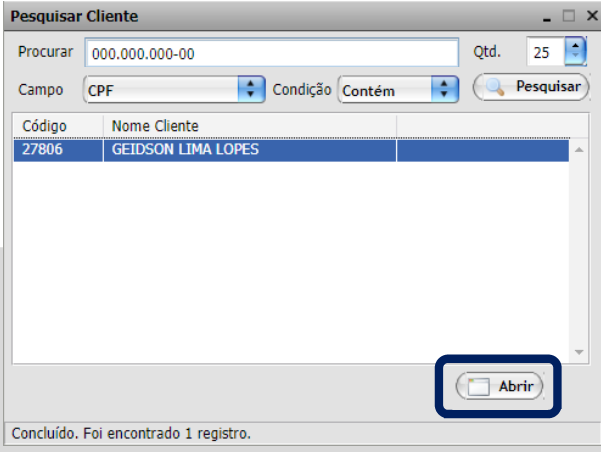 Pesquisar Cliente
Procurar 000.000.000-00 Qtd. 25
Campo CPF Condição Contém Pesquisar
Código Nome Cliente
27806 GEIDSON LIMA LOPES
Abrir
Concluído. Foi encontrado 1 registro.